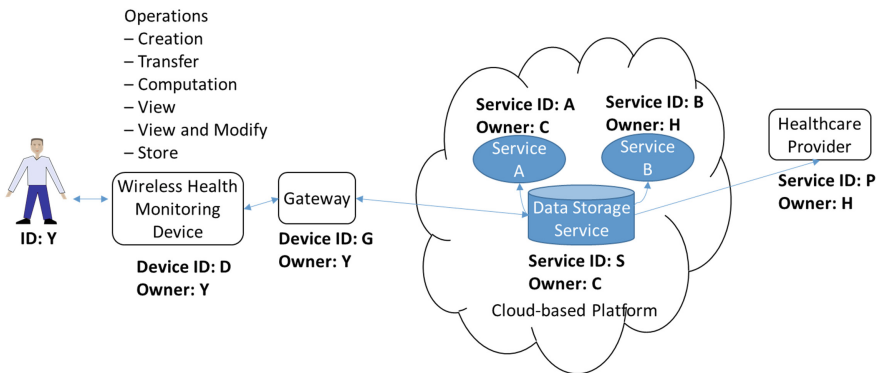 Operations
– Creation
– Transfer
– Computation
– View
– View and Modify
– Store
ID: Y
Wireless Health
Monitoring
Device
Device ID: D
Owner: Y
Gateway
Device ID: G
Owner: Y
Service ID: A
Owner: C
Service
A
Service ID: B
Owner: H
Service
B
Data Storage
Service
Service ID: S
Owner: C
Cloud-based Platform
Healthcare
Provider
Service ID: P
Owner: H